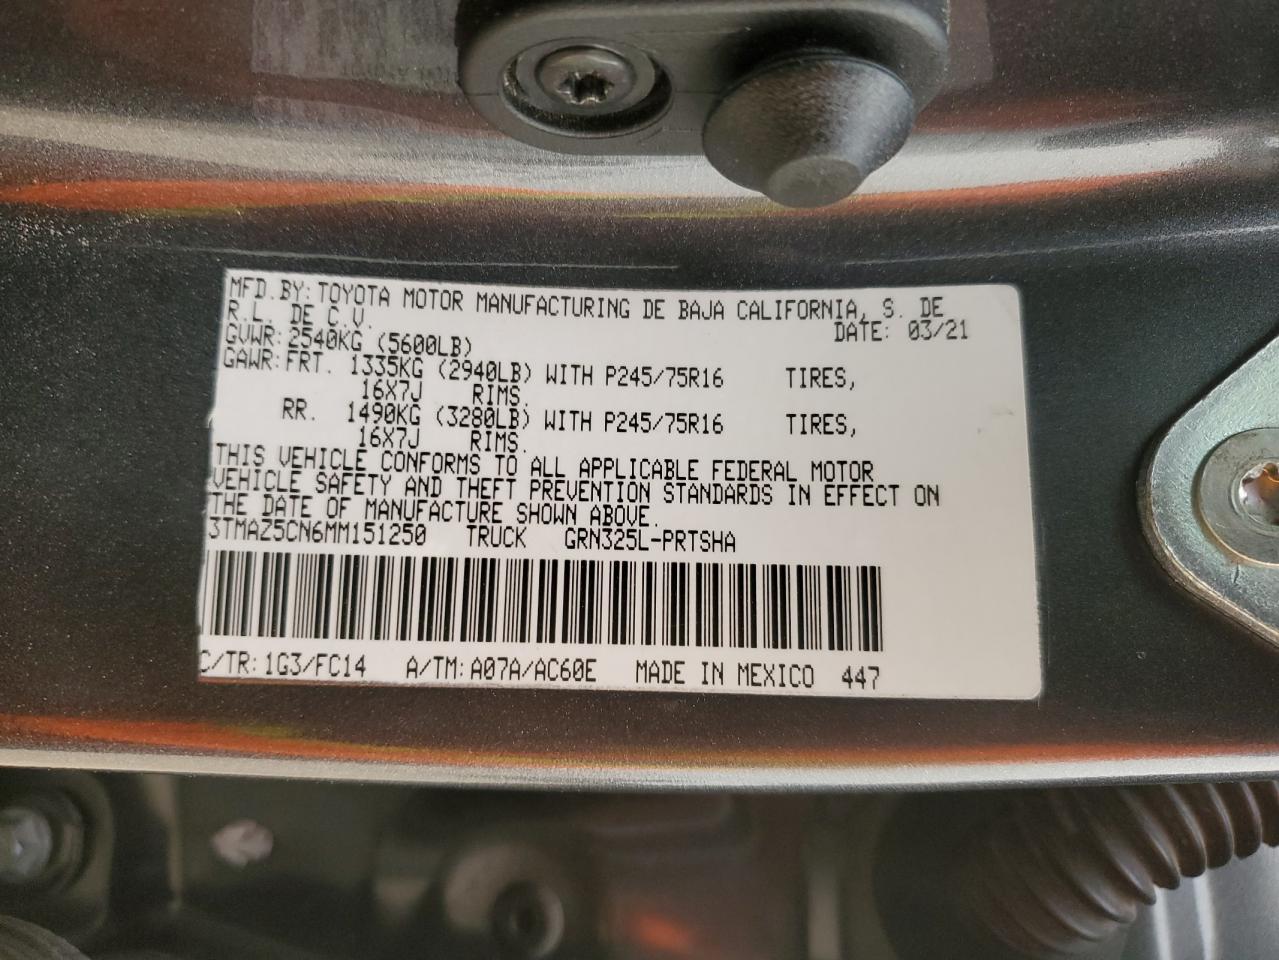 MFD.BY: TOYOTA MOTOR MANUFACTURING DE BAJA CALIFORNIA, S. DE
R.L. DE C.V. DATE: 03/21
GVWR: 2540KG (5600LB)
GAWR: FRT. 1335KG (2940LB) WITH P245/75R16 TIRES,
16X7J RIMS.
RR. 1490KG (3280LB) WITH P245/75R16 TIRES,
16X7J RIMS.
THIS VEHICLE CONFORMS TO ALL APPLICABLE FEDERAL MOTOR
VEHICLE SAFETY AND THEFT PREVENTION STANDARDS IN EFFECT ON
THE DATE OF MANUFACTURE SHOWN ABOVE.
3TMAZ5CN6MM151250 TRUCK GRN325L-PRTSHA
C/TR: 1G3/FC14 A/TM: A07A/AC60E MADE IN MEXICO 447